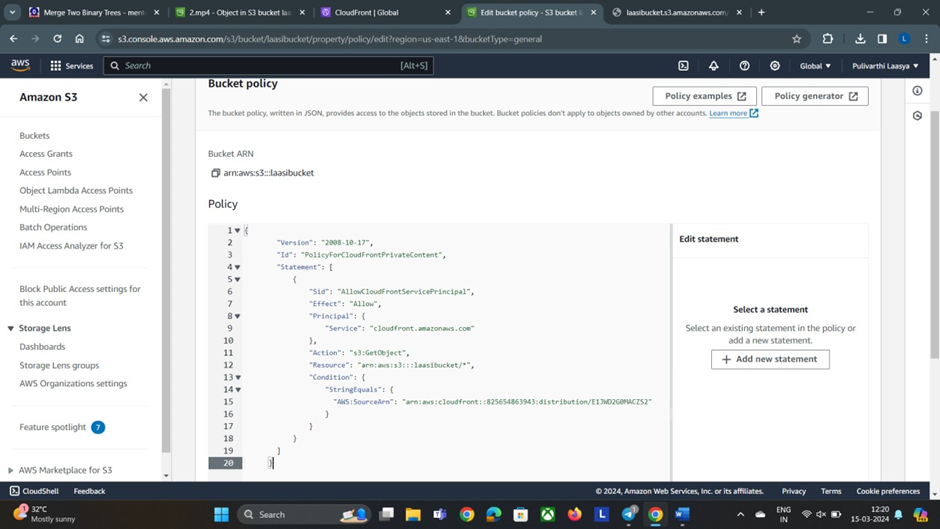 Merge Two Binary Trees - men
2.mp4 - Object in S3 bucket laa
CloudFront | Global
Edit bucket policy - S3 bucket l
laasibucket.s3.amazonaws.com
s3.console.aws.amazon.com/s3/bucket/laasibucket/property/policy/edit?region=us-east-1&bucketType=general
L
aws
Services
Search
[Alt+S]
Global
Pulivarthi Laasya
Amazon S3
Buckets
Access Grants
Access Points
Object Lambda Access Points
Multi-Region Access Points
Batch Operations
IAM Access Analyzer for S3
Block Public Access settings for
this account
Storage Lens
Dashboards
Storage Lens groups
AWS Organizations settings
Feature spotlight 7
AWS Marketplace for S3
Bucket policy
Policy examples
Policy generator
The bucket policy, written in JSON, provides access to the objects stored in the bucket. Bucket policies don't apply to objects owned by other accounts. Learn more
Bucket ARN
arn:aws:s3:::laasibucket
Policy
1 {
2 "Version": "2008-10-17",
3 "Id": "PolicyForCloudFrontPrivateContent",
4 "Statement": [
5 {
6 "Sid": "AllowCloudFrontServicePrincipal",
7 "Effect": "Allow",
8 "Principal": {
9 "Service": "cloudfront.amazonaws.com"
10 },
11 "Action": "s3:GetObject",
12 "Resource": "arn:aws:s3:::laasibucket/*",
13 "Condition": {
14 "StringEquals": {
15 "AWS:SourceArn": "arn:aws:cloudfront::825654863943:distribution/E1JWD2G0MACZS2"
16 }
17 }
18 }
19 ]
20 }
Edit statement
Select a statement
Select an existing statement in the policy or
add a new statement.
+ Add new statement
CloudShell
Feedback
© 2024, Amazon Web Services, Inc. or its affiliates.
Privacy
Terms
Cookie preferences
32°C
Mostly sunny
Search
ENG
IN
12:20
15-03-2024